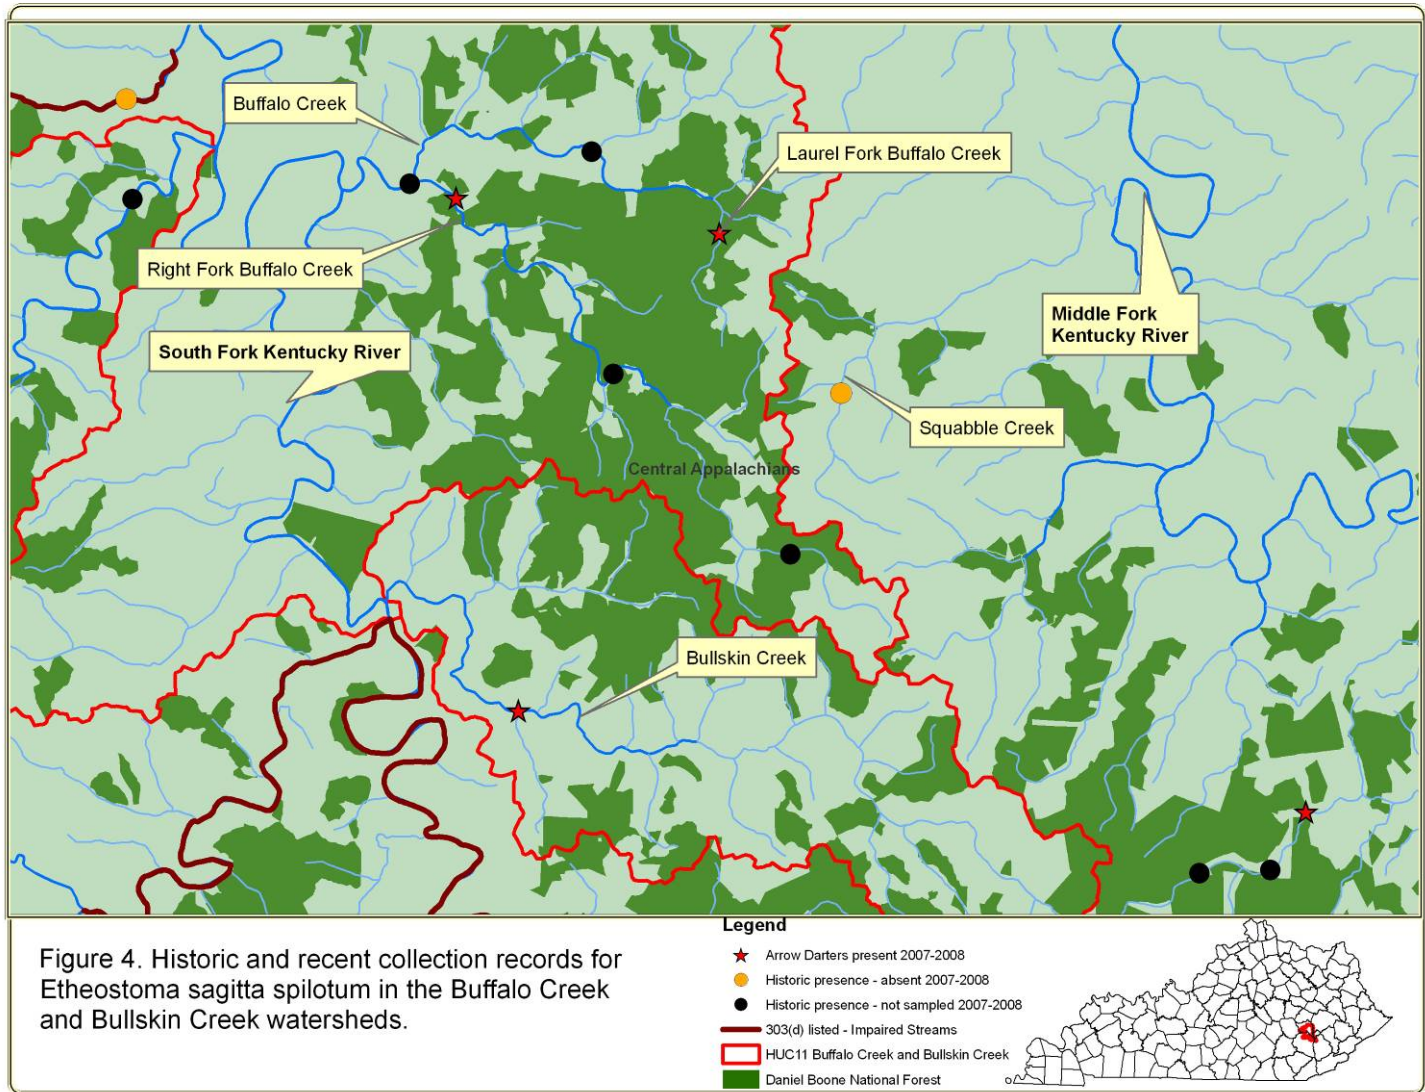 Buffalo Creek
Laurel Fork Buffalo Creek
Right Fork Buffalo Creek
Middle Fork
Kentucky River
South Fork Kentucky River
Squabble Creek
Central Appalachians
Bullskin Creek
Figure 4. Historic and recent collection records for
Etheostoma sagitta spilotum in the Buffalo Creek
and Bullskin Creek watersheds.
Legend
Arrow Darters present 2007-2008
Historic presence - absent 2007-2008
Historic presence - not sampled 2007-2008
303(d) listed - Impaired Streams
HUC11 Buffalo Creek and Bullskin Creek
Daniel Boone National Forest